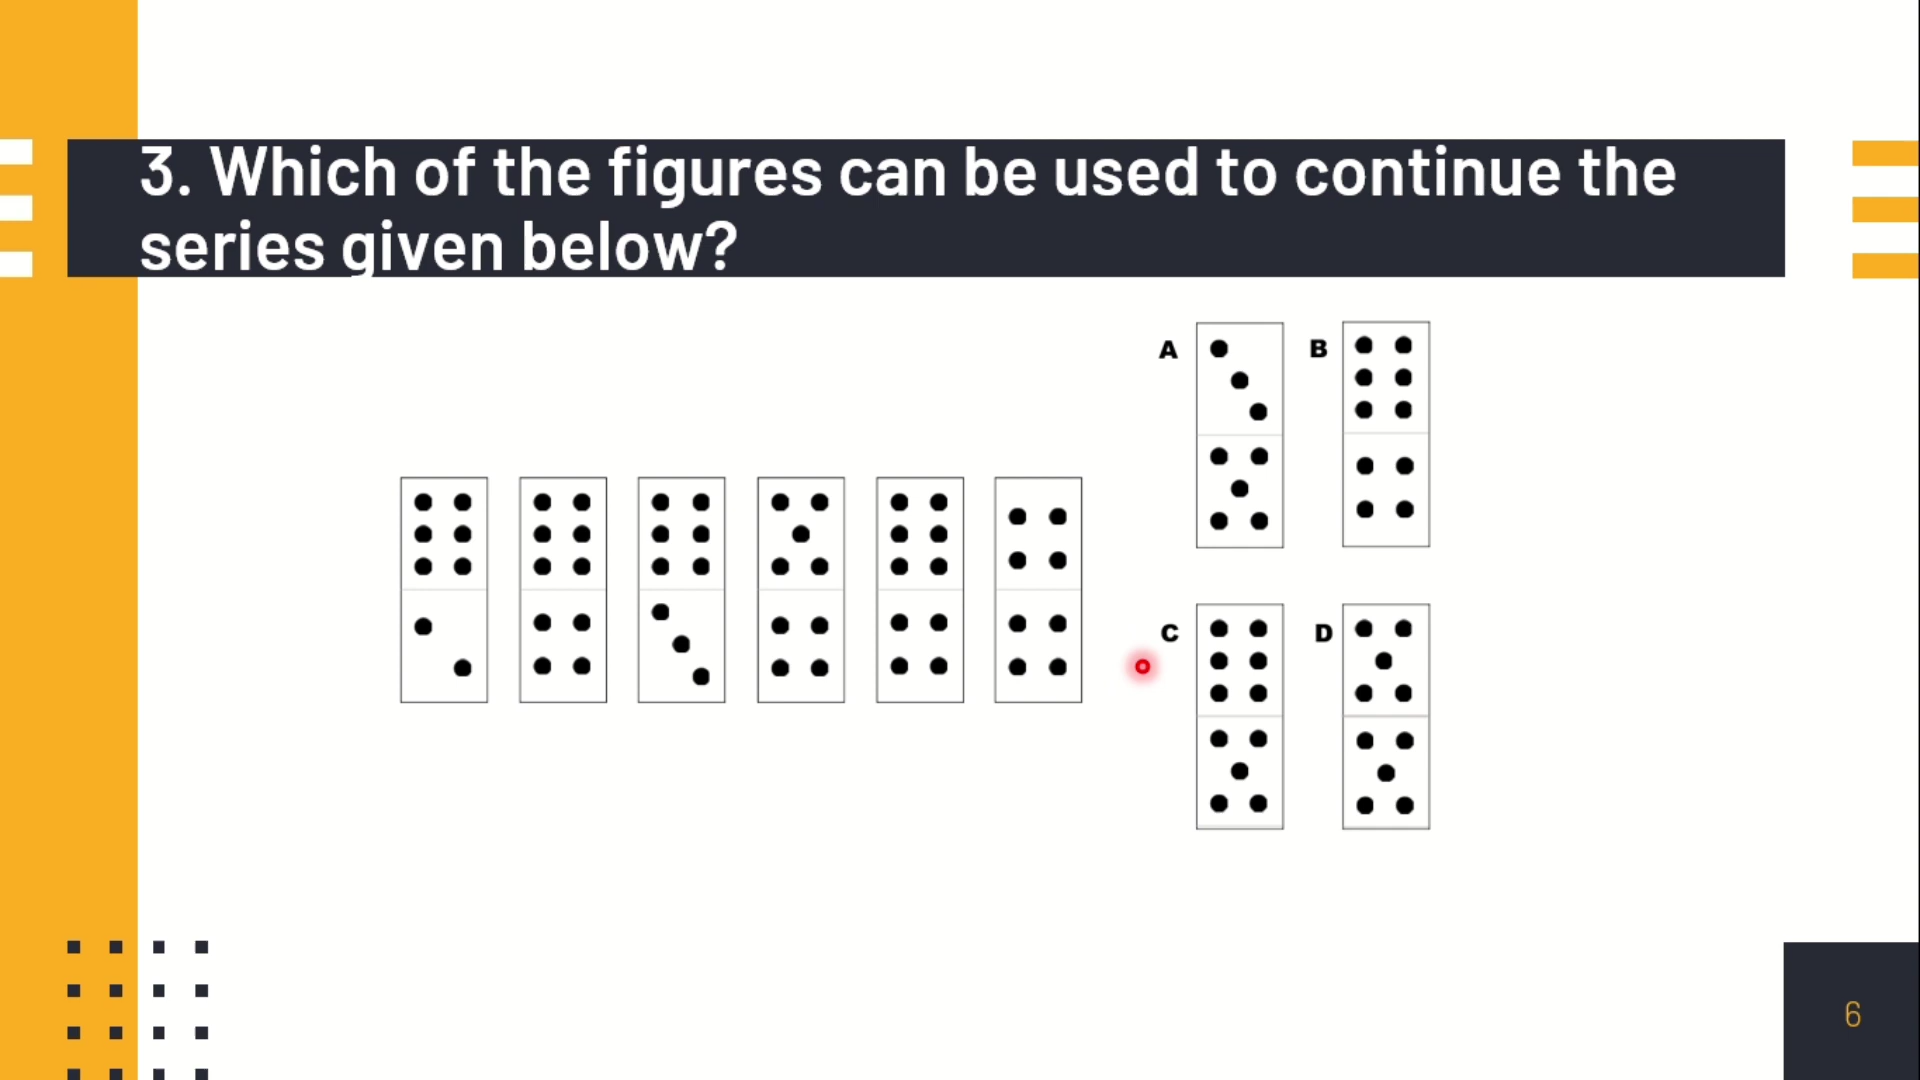 3. Which of the figures can be used to continue the
series given below?
A
B
C
D
6